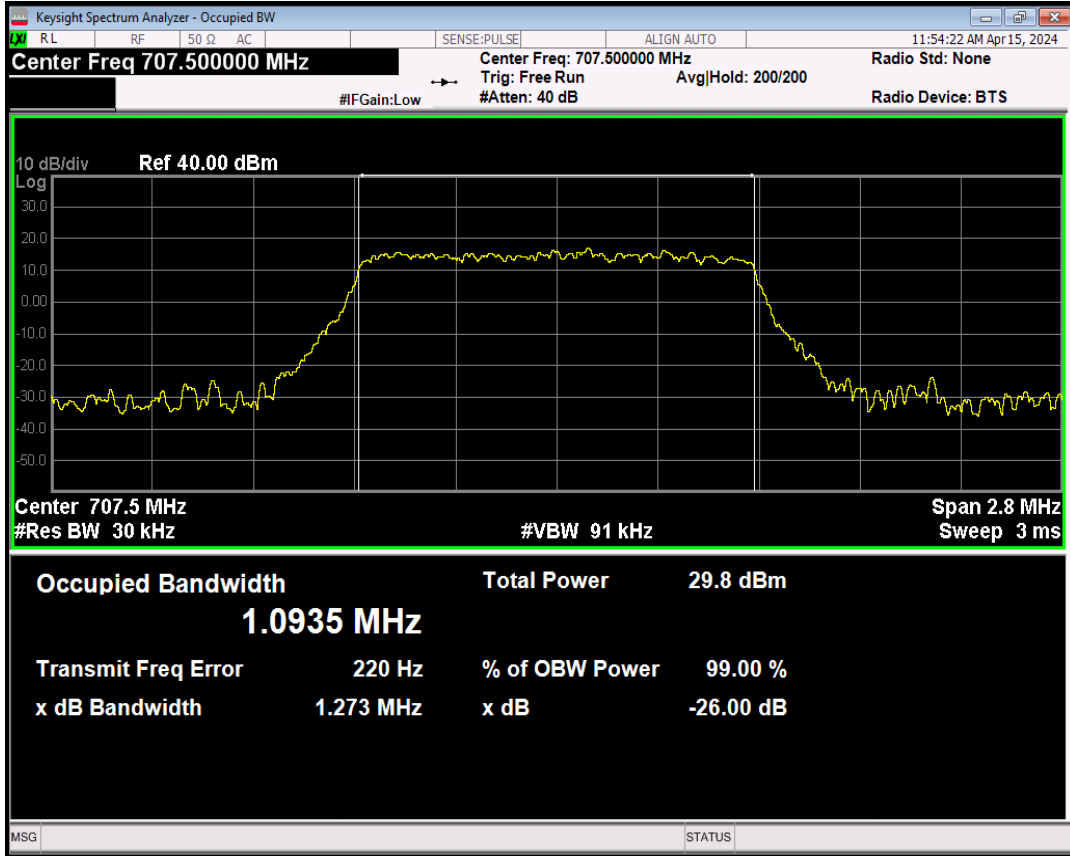 Keysight Spectrum Analyzer - Occupied BW
LXI RL RF 50 Ω AC SENSE:PULSE ALIGN AUTO 11:54:22 AM Apr 15, 2024
Center Freq 707.500000 MHz
Center Freq: 707.500000 MHz Radio Std: None
Trig: Free Run Avg|Hold: 200/200
#IFGain:Low #Atten: 40 dB Radio Device: BTS
10 dB/div Ref 40.00 dBm
Log
30.0
20.0
10.0
0.00
-10.0
-20.0
-30.0
-40.0
-50.0
Center 707.5 MHz Span 2.8 MHz
#Res BW 30 kHz #VBW 91 kHz Sweep 3 ms
Occupied Bandwidth Total Power 29.8 dBm
1.0935 MHz
Transmit Freq Error 220 Hz % of OBW Power 99.00 %
x dB Bandwidth 1.273 MHz x dB -26.00 dB
MSG STATUS